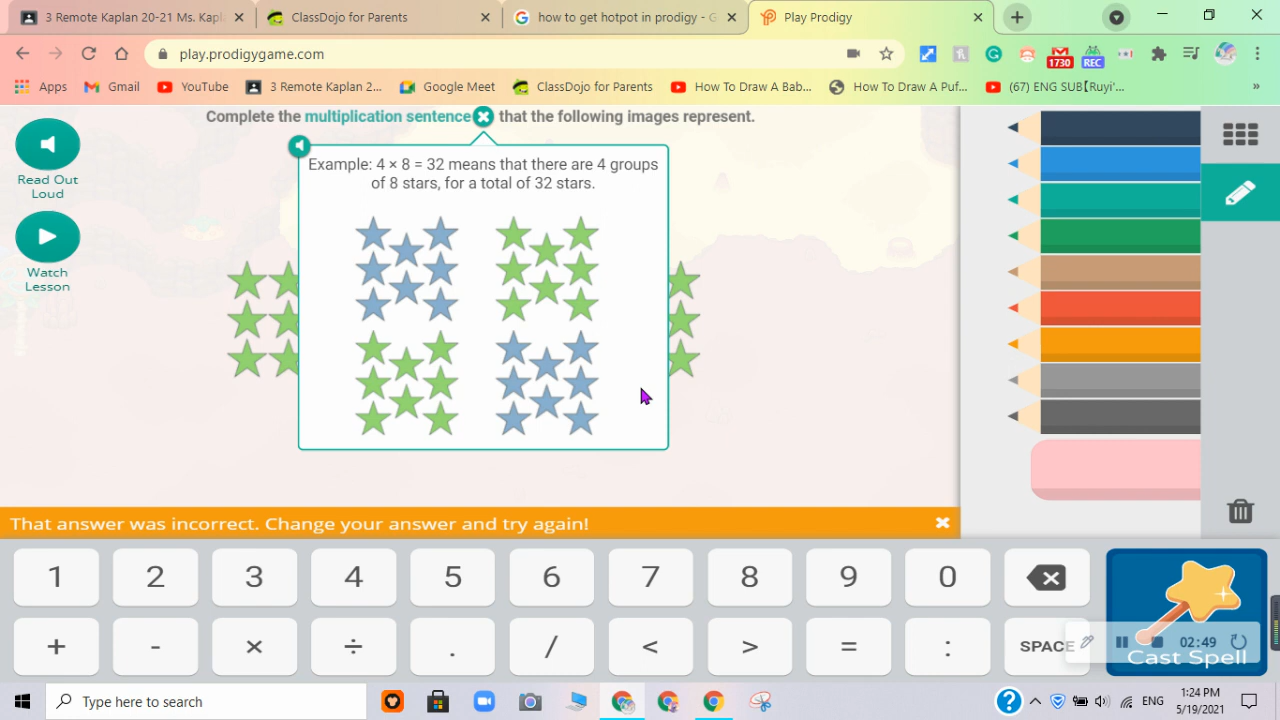 3 Remote Kaplan 20-21 Ms. Kapl
ClassDojo for Parents
how to get hotpot in prodigy - G
Play Prodigy
play.prodigygame.com
1730
REC
Apps
Gmail
YouTube
3 Remote Kaplan 2...
Google Meet
ClassDojo for Parents
How To Draw A Bab...
How To Draw A Puf...
(67) ENG SUB【Ruyi'...
»
Complete the multiplication sentence that the following images represent.
Read Out
Loud
Watch
Lesson
Example: 4 × 8 = 32 means that there are 4 groups
of 8 stars, for a total of 32 stars.
That answer was incorrect. Change your answer and try again!
1 2 3 4 5 6 7 8 9 0
+ - × ÷ . / < > = : SPACE
02:49
Cast Spell
Type here to search
ENG
1:24 PM
5/19/2021